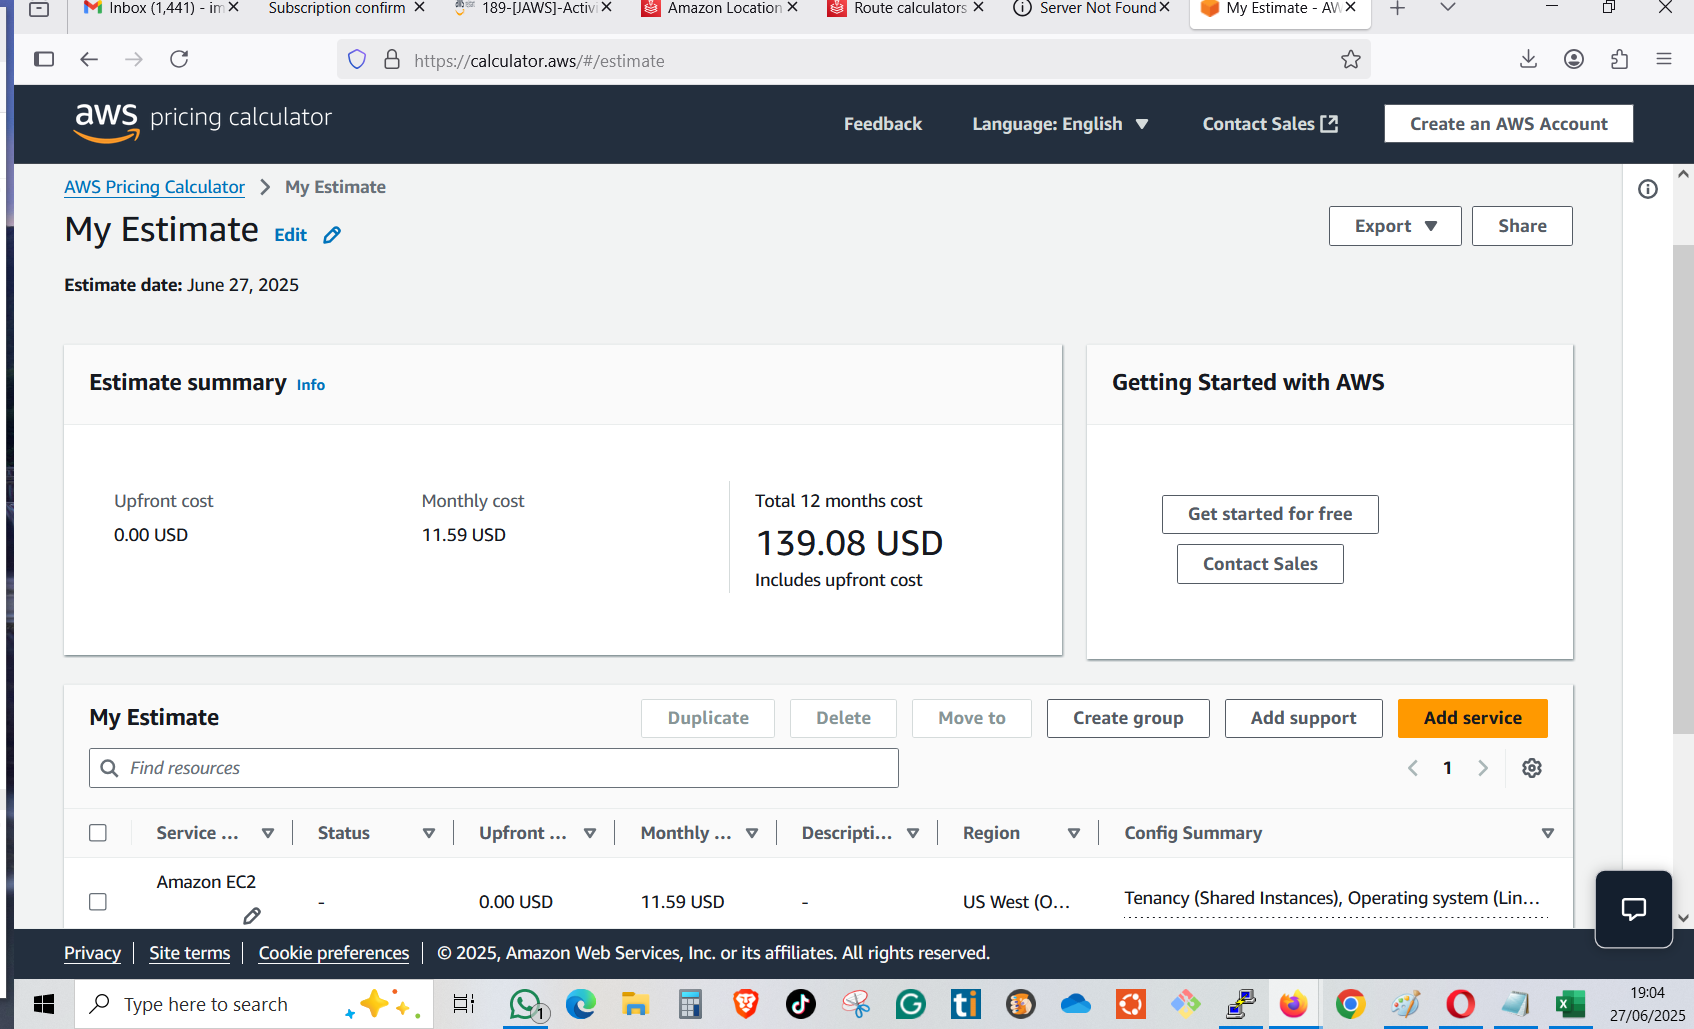 Inbox (1,441) - im
Subscription confirm
189-[JAWS]-Activi
Amazon Location
Route calculators
Server Not Found
My Estimate - AW
https://calculator.aws/#/estimate
aws pricing calculator
Feedback
Language: English
Contact Sales
Create an AWS Account
AWS Pricing Calculator > My Estimate
My Estimate Edit
Export
Share
Estimate date: June 27, 2025
Estimate summary Info
Upfront cost
0.00 USD
Monthly cost
11.59 USD
Total 12 months cost
139.08 USD
Includes upfront cost
Getting Started with AWS
Get started for free
Contact Sales
My Estimate
Duplicate
Delete
Move to
Create group
Add support
Add service
Find resources
1
Service ...
Status
Upfront ...
Monthly ...
Descripti...
Region
Config Summary
Amazon EC2
-
0.00 USD
11.59 USD
-
US West (O...
Tenancy (Shared Instances), Operating system (Lin...
Privacy
Site terms
Cookie preferences
© 2025, Amazon Web Services, Inc. or its affiliates. All rights reserved.
Type here to search
1
ti
19:04
27/06/2025